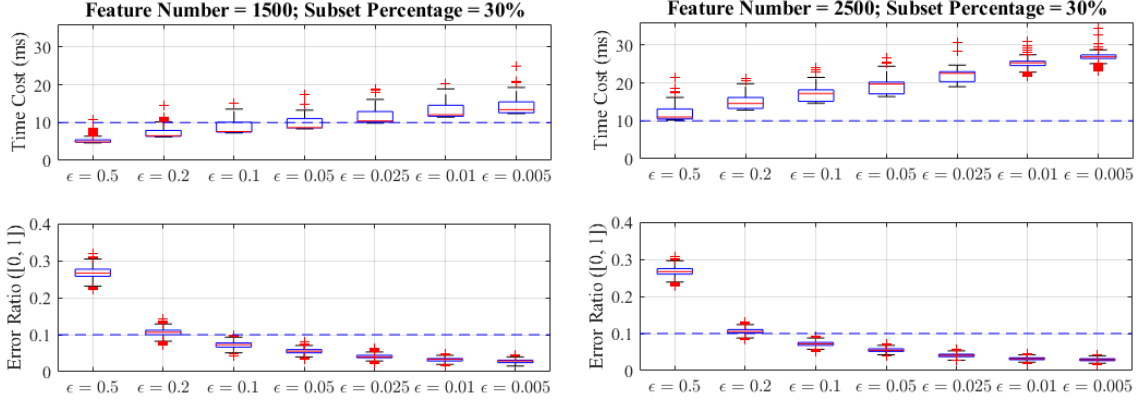 Feature Number = 1500; Subset Percentage = 30%
Time Cost (ms)
30
20
10
0
ϵ = 0.5 ϵ = 0.2 ϵ = 0.1 ϵ = 0.05 ϵ = 0.025 ϵ = 0.01 ϵ = 0.005
Error Ratio ([0, 1])
0.4
0.3
0.2
0.1
0
ϵ = 0.5 ϵ = 0.2 ϵ = 0.1 ϵ = 0.05 ϵ = 0.025 ϵ = 0.01 ϵ = 0.005
Feature Number = 2500; Subset Percentage = 30%
Time Cost (ms)
30
20
10
0
ϵ = 0.5 ϵ = 0.2 ϵ = 0.1 ϵ = 0.05 ϵ = 0.025 ϵ = 0.01 ϵ = 0.005
Error Ratio ([0, 1])
0.4
0.3
0.2
0.1
0
ϵ = 0.5 ϵ = 0.2 ϵ = 0.1 ϵ = 0.05 ϵ = 0.025 ϵ = 0.01 ϵ = 0.005